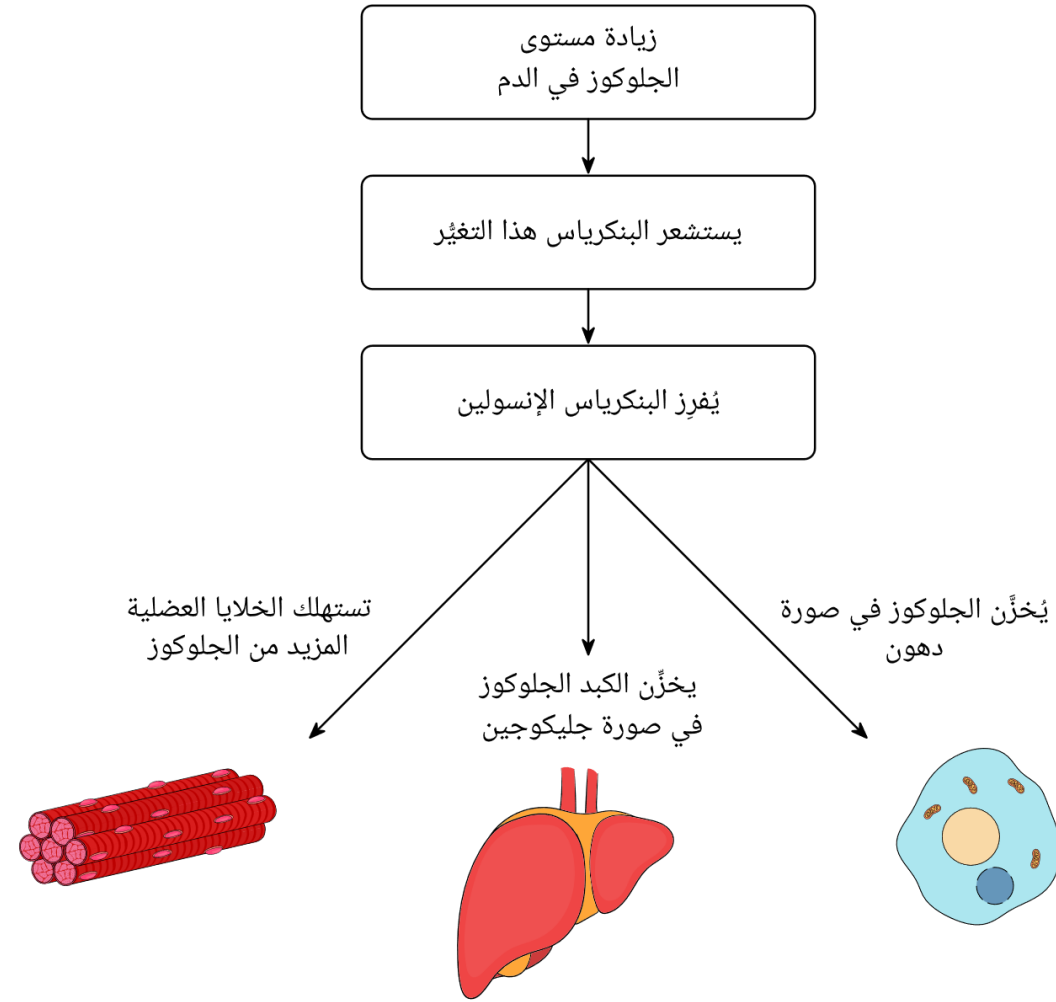 زيادة مستوى
الجلوكوز في الدم
يستشعر البنكرياس هذا التغيُّر
يُفرِز البنكرياس الإنسولين
يُخزَّن الجلوكوز في صورة
دهون
يخزِّن الكبد الجلوكوز
في صورة جليكوجين
تستهلك الخلايا العضلية
المزيد من الجلوكوز